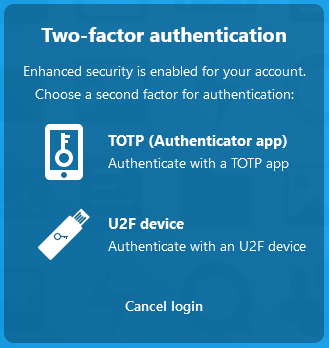 Two-factor authentication
Enhanced security is enabled for your account.
Choose a second factor for authentication:
TOTP (Authenticator app)
Authenticate with a TOTP app
U2F device
Authenticate with an U2F device
Cancel login